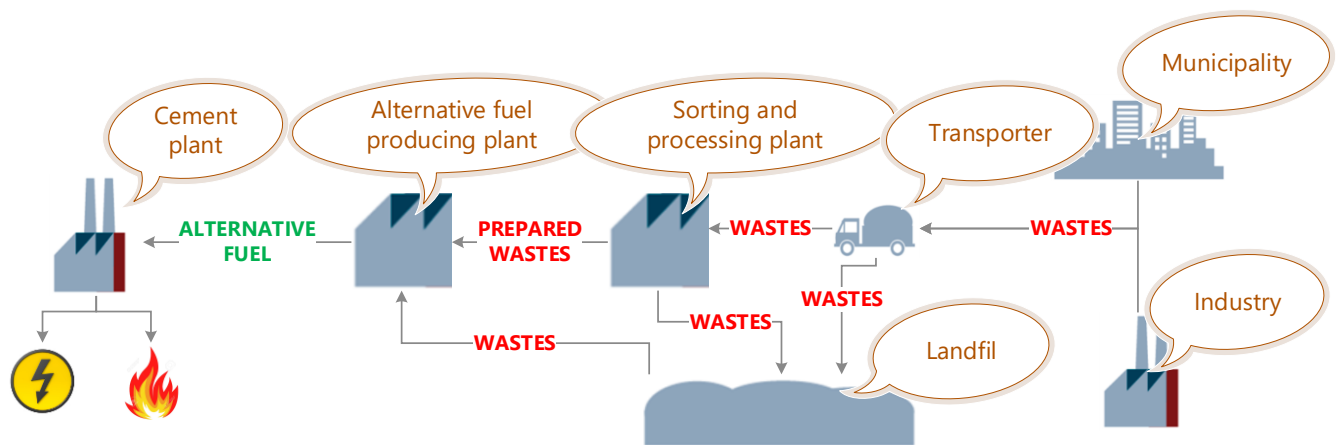 Municipality
Cement
plant
Alternative fuel
producing plant
Sorting and
processing plant
Transporter
ALTERNATIVE
FUEL
PREPARED
WASTES
WASTES
WASTES
WASTES
WASTES
WASTES
Industry
Landfil